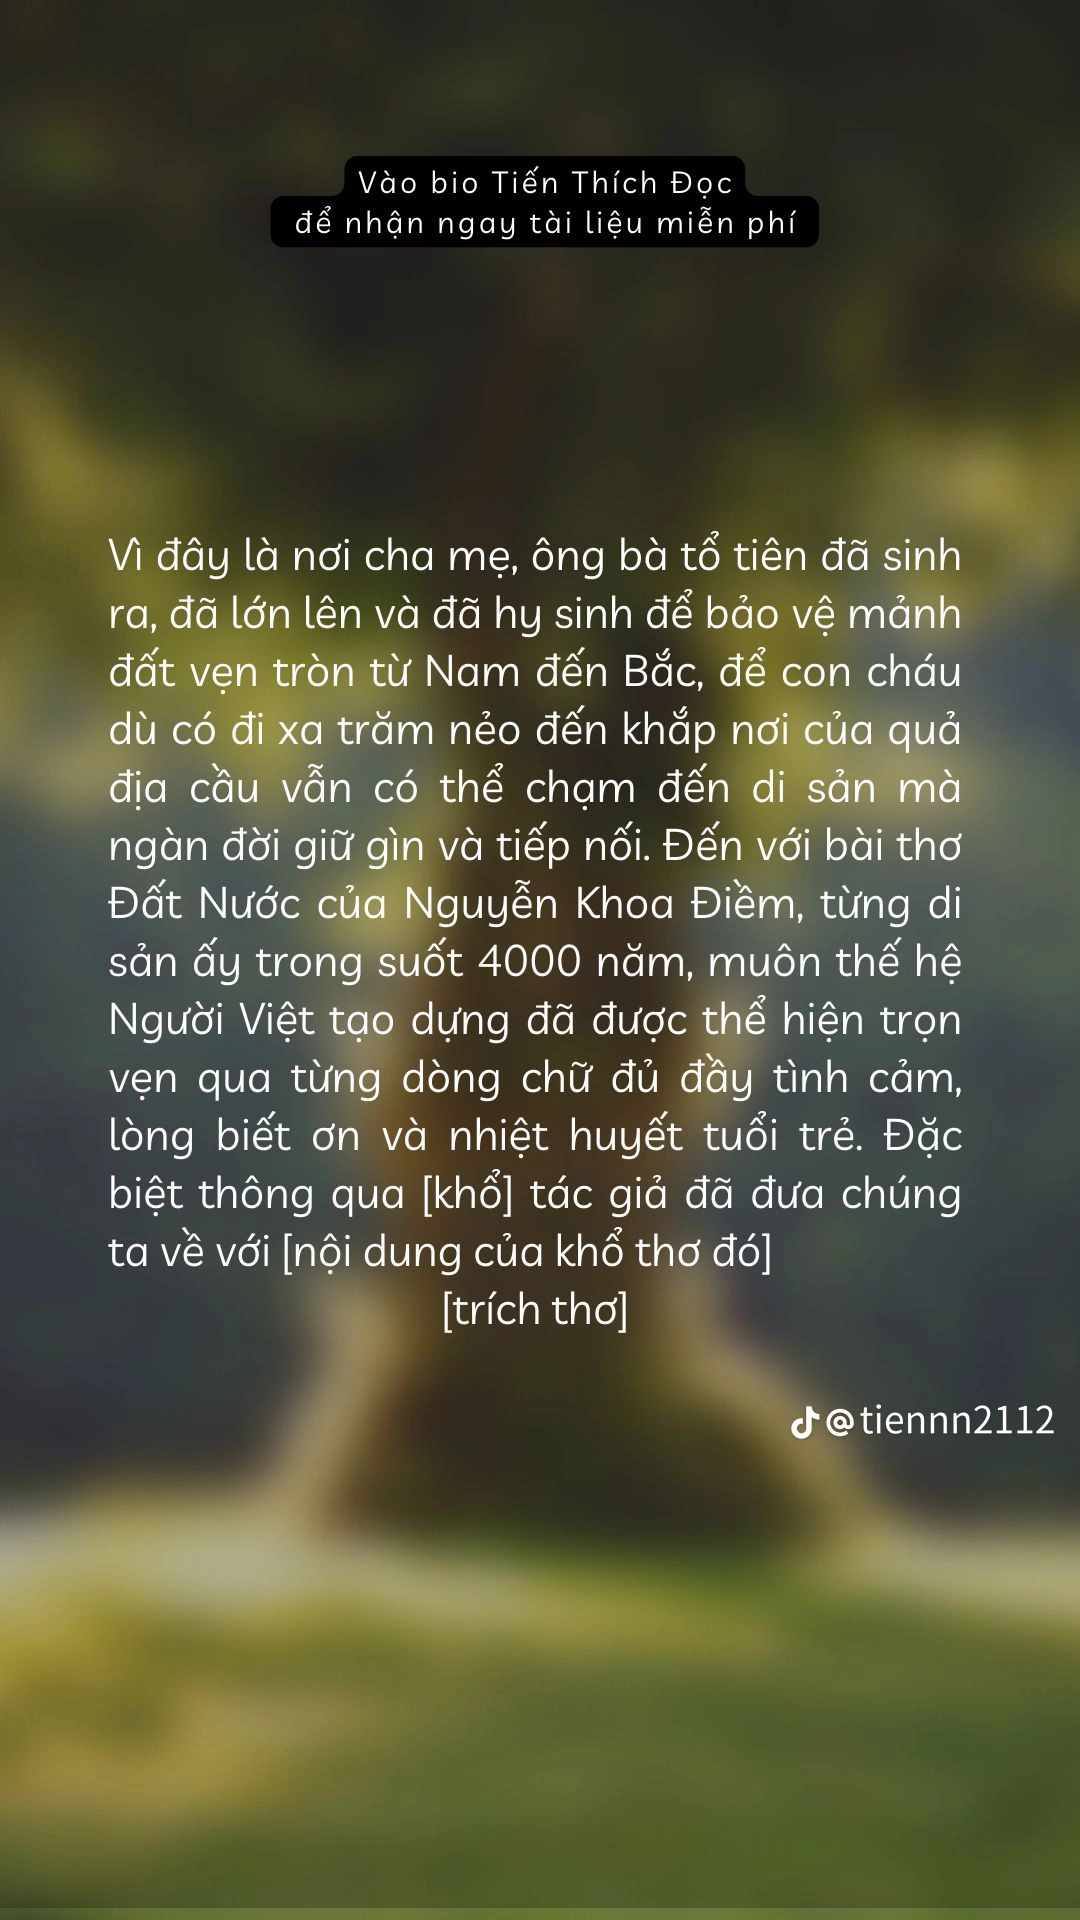 Vào bio Tiến Thích Đọc
để nhận ngay tài liệu miễn phí
Vì đây là nơi cha mẹ, ông bà tổ tiên đã sinh
ra, đã lớn lên và đã hy sinh để bảo vệ mảnh
đất vẹn tròn từ Nam đến Bắc, để con cháu
dù có đi xa trăm nẻo đến khắp nơi của quả
địa cầu vẫn có thể chạm đến di sản mà
ngàn đời giữ gìn và tiếp nối. Đến với bài thơ
Đất Nước của Nguyễn Khoa Điềm, từng di
sản ấy trong suốt 4000 năm, muôn thế hệ
Người Việt tạo dựng đã được thể hiện trọn
vẹn qua từng dòng chữ đủ đầy tình cảm,
lòng biết ơn và nhiệt huyết tuổi trẻ. Đặc
biệt thông qua [khổ] tác giả đã đưa chúng
ta về với [nội dung của khổ thơ đó]
[trích thơ]
@tiennn2112